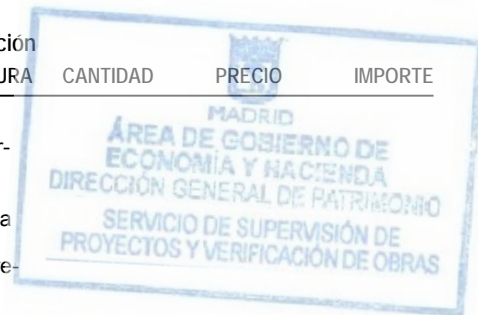 ción
URA CANTIDAD PRECIO IMPORTE
MADRID
r-
ÁREA DE GOBIERNO DE
ECONOMÍA Y HACIENDA
DIRECCIÓN GENERAL DE PATRIMONIO
a
SERVICIO DE SUPERVISIÓN DE
PROYECTOS Y VERIFICACIÓN DE OBRAS
e-